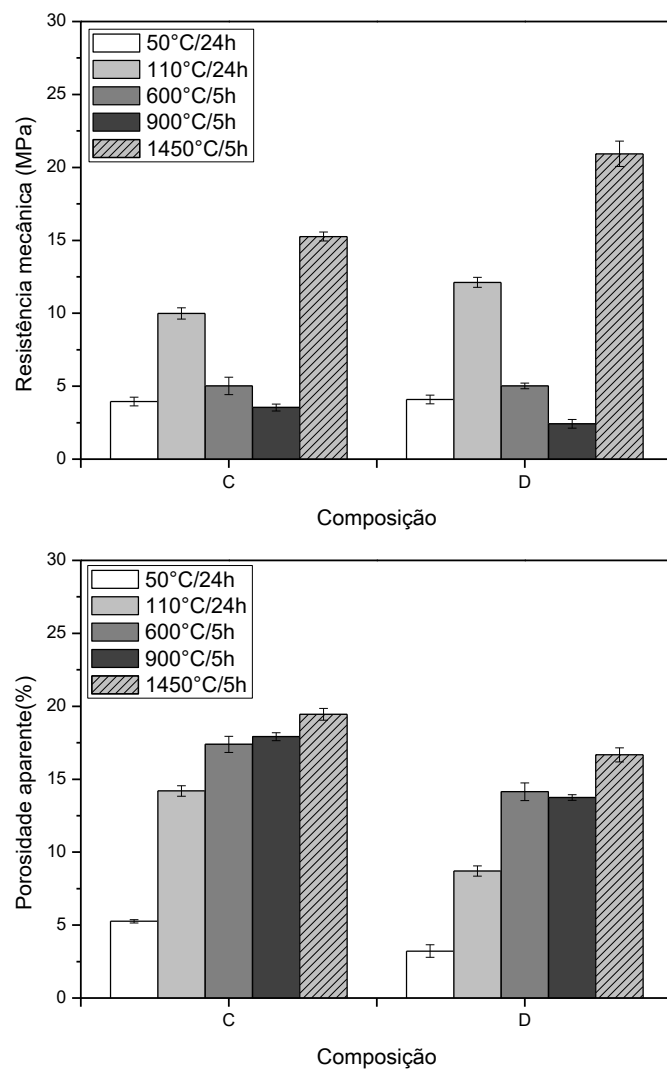 30
25
20
15
10
5
0
Resistência mecânica (MPa)
50°C/24h
110°C/24h
600°C/5h
900°C/5h
1450°C/5h
C
D
Composição
30
25
20
15
10
5
0
Porosidade aparente(%)
50°C/24h
110°C/24h
600°C/5h
900°C/5h
1450°C/5h
C
D
Composição